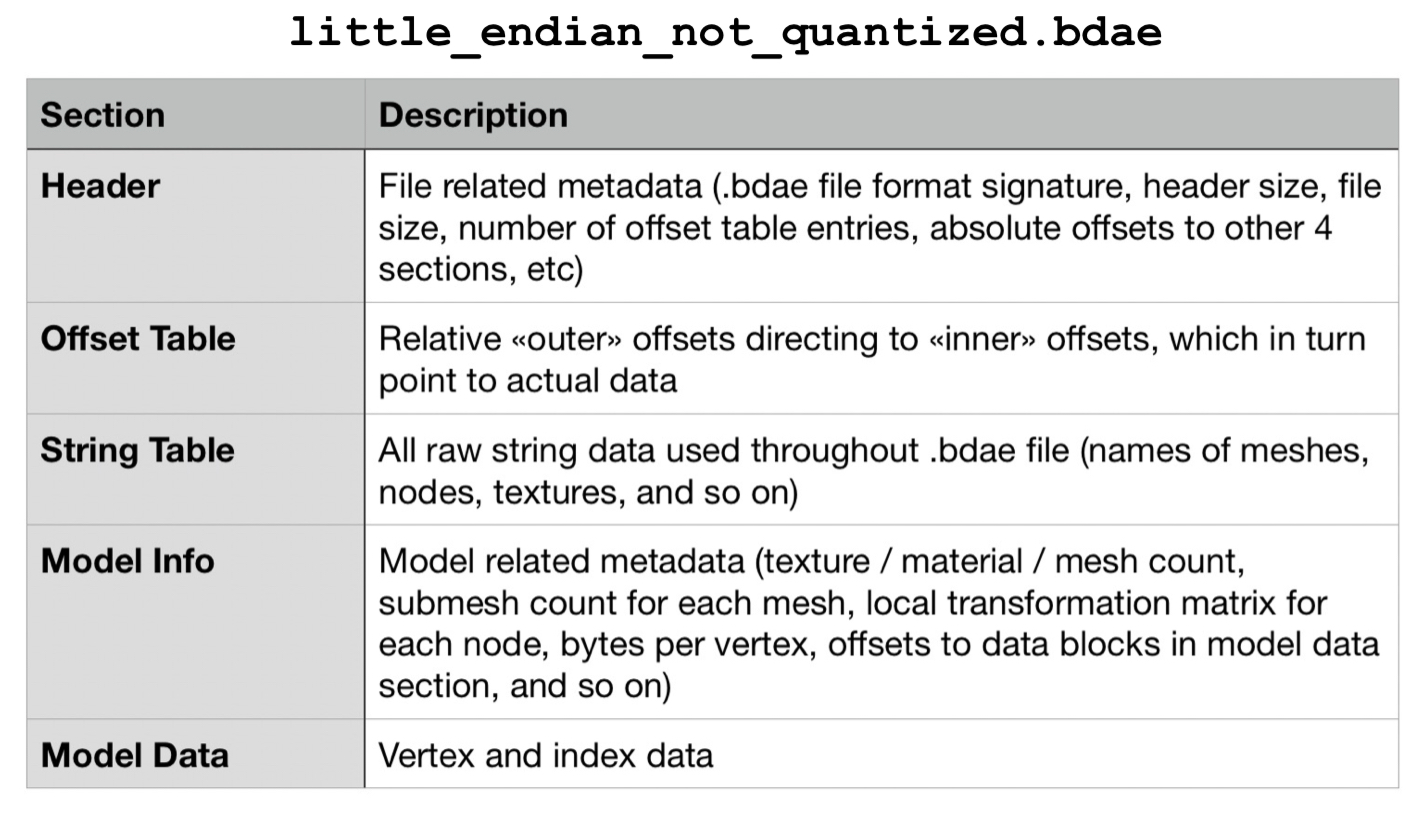 little_endian_not_quantized.bdae
Section Description
Header File related metadata (.bdae file format signature, header size, file
size, number of offset table entries, absolute offsets to other 4
sections, etc)
Offset Table Relative «outer» offsets directing to «inner» offsets, which in turn
point to actual data
String Table All raw string data used throughout .bdae file (names of meshes,
nodes, textures, and so on)
Model Info Model related metadata (texture / material / mesh count,
submesh count for each mesh, local transformation matrix for
each node, bytes per vertex, offsets to data blocks in model data
section, and so on)
Model Data Vertex and index data